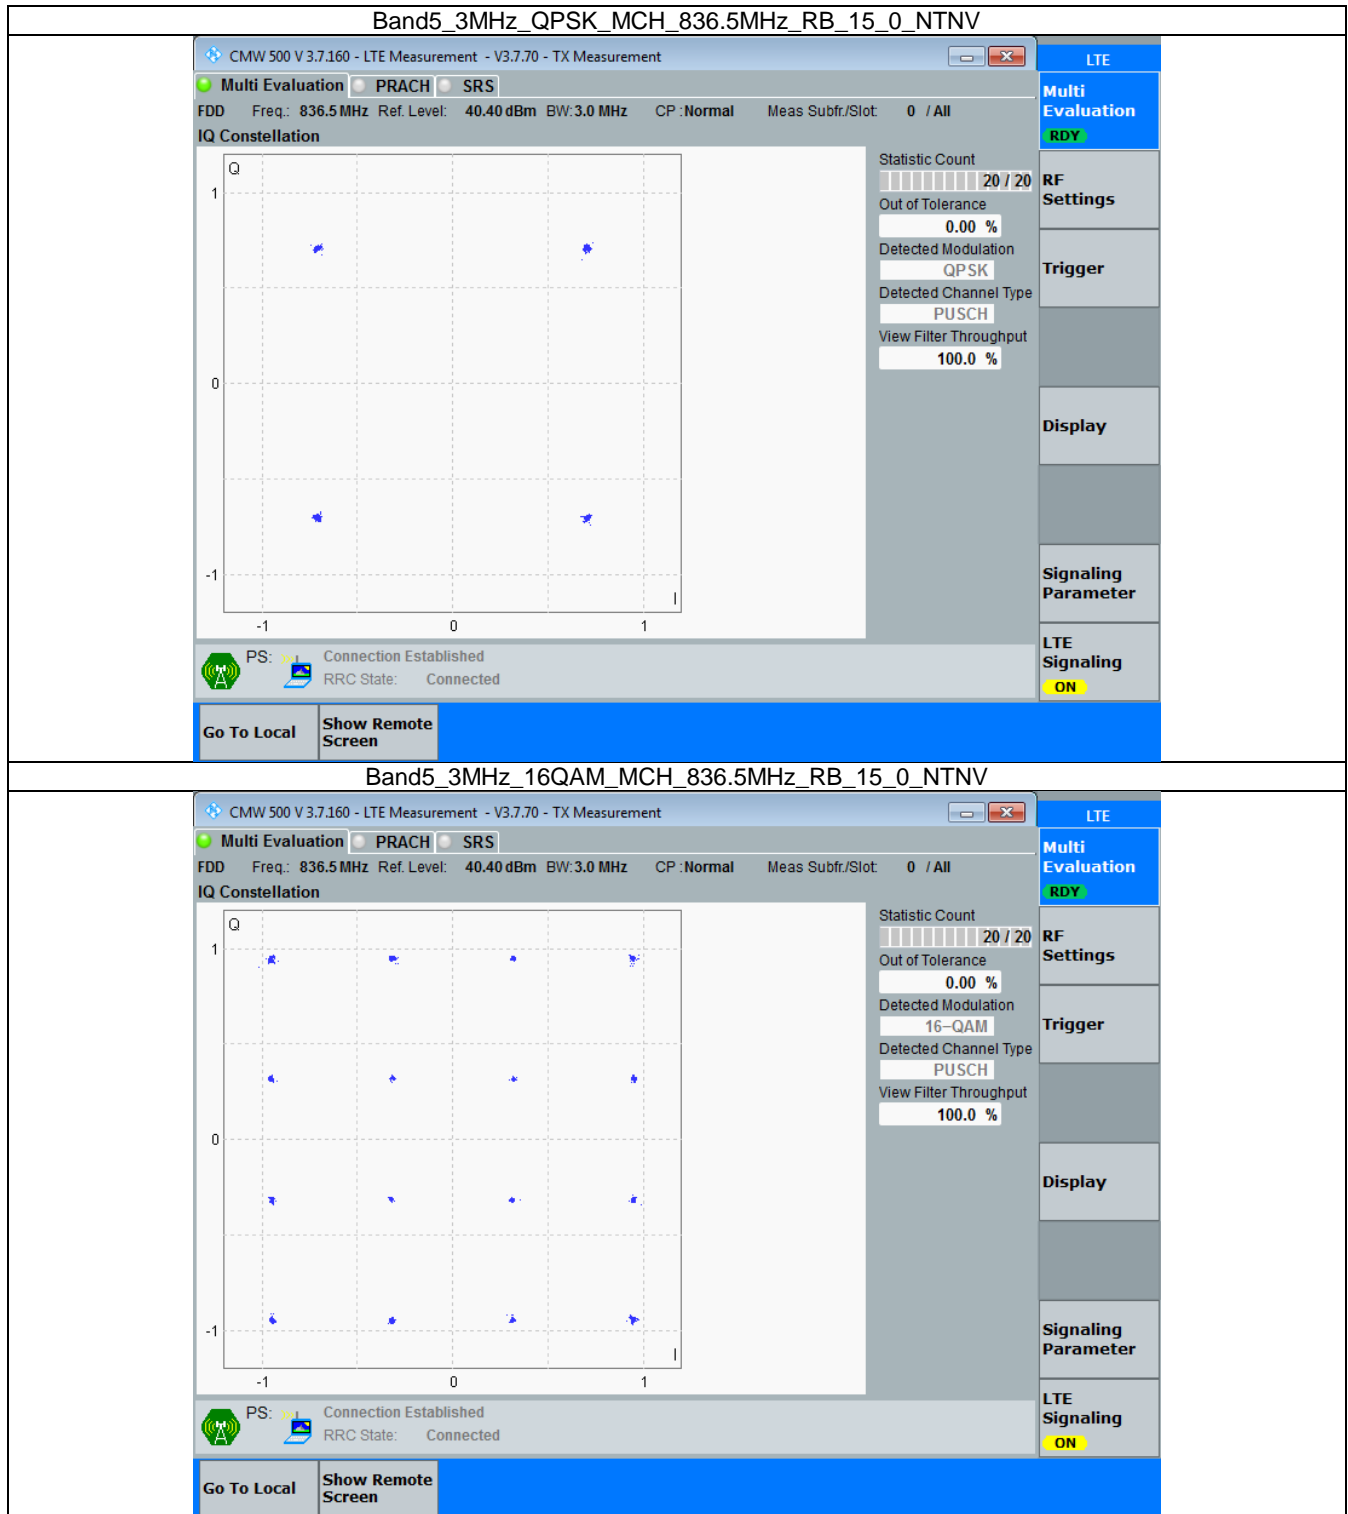 Band5_3MHz_QPSK_MCH_836.5MHz_RB_15_0_NTNV
CMW 500 V 3.7.160 - LTE Measurement - V3.7.70 - TX Measurement
LTE
Multi Evaluation PRACH SRS
FDD Freq.: 836.5 MHz Ref. Level: 40.40 dBm BW: 3.0 MHz CP : Normal Meas Subfr./Slot: 0 / All
IQ Constellation
Multi
Evaluation
RDY
Q
1
0
-1
I
-1 0 1
Statistic Count
20 / 20
Out of Tolerance
0.00 %
Detected Modulation
QPSK
Detected Channel Type
PUSCH
View Filter Throughput
100.0 %
RF
Settings
Trigger
Display
Signaling
Parameter
LTE
Signaling
ON
PS: Connection Established
RRC State: Connected
Go To Local
Show Remote
Screen
Band5_3MHz_16QAM_MCH_836.5MHz_RB_15_0_NTNV
CMW 500 V 3.7.160 - LTE Measurement - V3.7.70 - TX Measurement
LTE
Multi Evaluation PRACH SRS
FDD Freq.: 836.5 MHz Ref. Level: 40.40 dBm BW: 3.0 MHz CP : Normal Meas Subfr./Slot: 0 / All
IQ Constellation
Multi
Evaluation
RDY
Q
1
0
-1
I
-1 0 1
Statistic Count
20 / 20
Out of Tolerance
0.00 %
Detected Modulation
16-QAM
Detected Channel Type
PUSCH
View Filter Throughput
100.0 %
RF
Settings
Trigger
Display
Signaling
Parameter
LTE
Signaling
ON
PS: Connection Established
RRC State: Connected
Go To Local
Show Remote
Screen